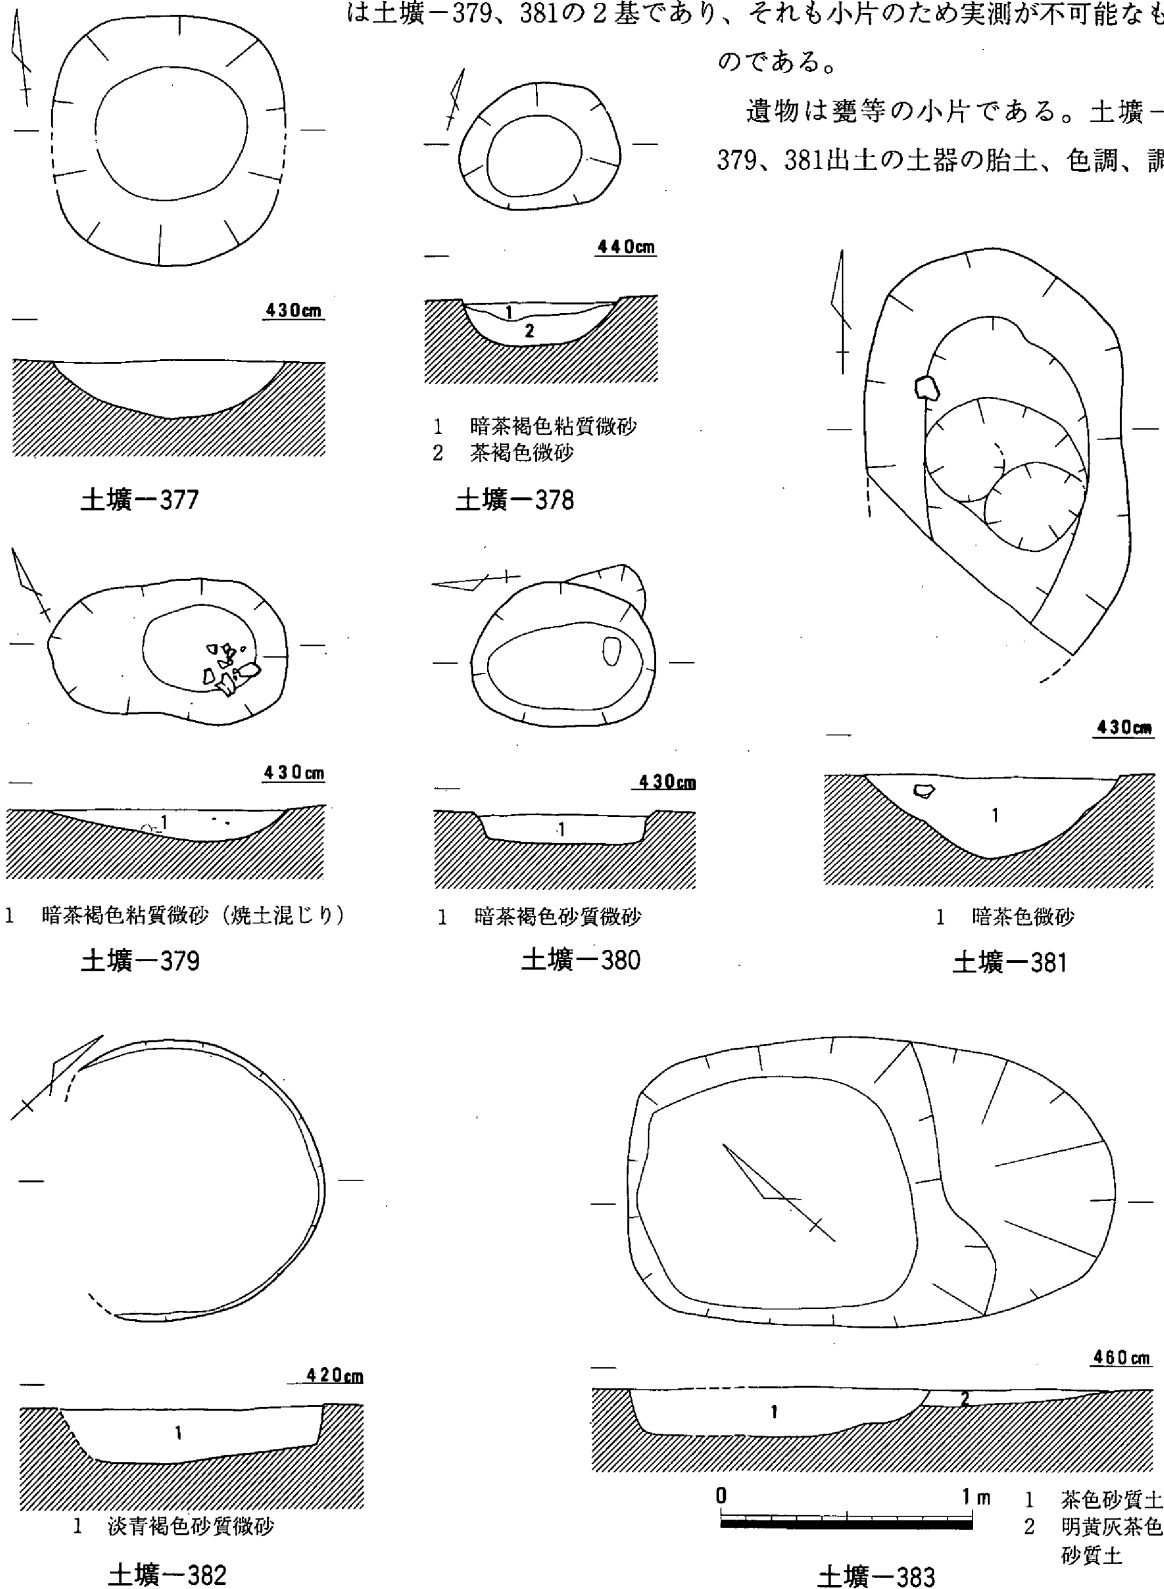 は土壙－379、381の２基であり、それも小片のため実測が不可能なも
のである。
遺物は甕等の小片である。土壙－
379、381出土の土器の胎土、色調、調
430cm
土壙－377
440cm
1
2
1　暗茶褐色粘質微砂
2　茶褐色微砂
土壙－378
430cm
1
1　暗茶褐色粘質微砂（焼土混じり）
土壙－379
430cm
1
1　暗茶褐色砂質微砂
土壙－380
430cm
1
1　暗茶色微砂
土壙－381
420cm
1
1　淡青褐色砂質微砂
土壙－382
460cm
1
2
0　1m
1　茶色砂質土
2　明黄灰茶色
砂質土
土壙－383